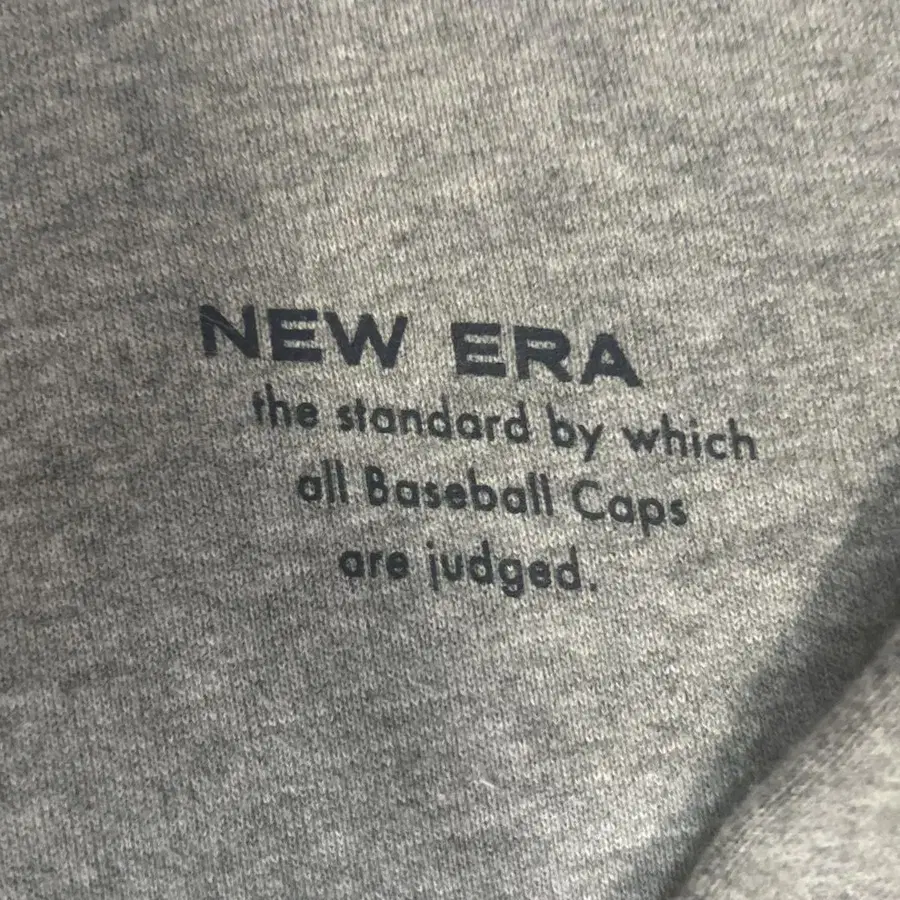 NEW ERA
the standard by which
all Baseball Caps
are judged.